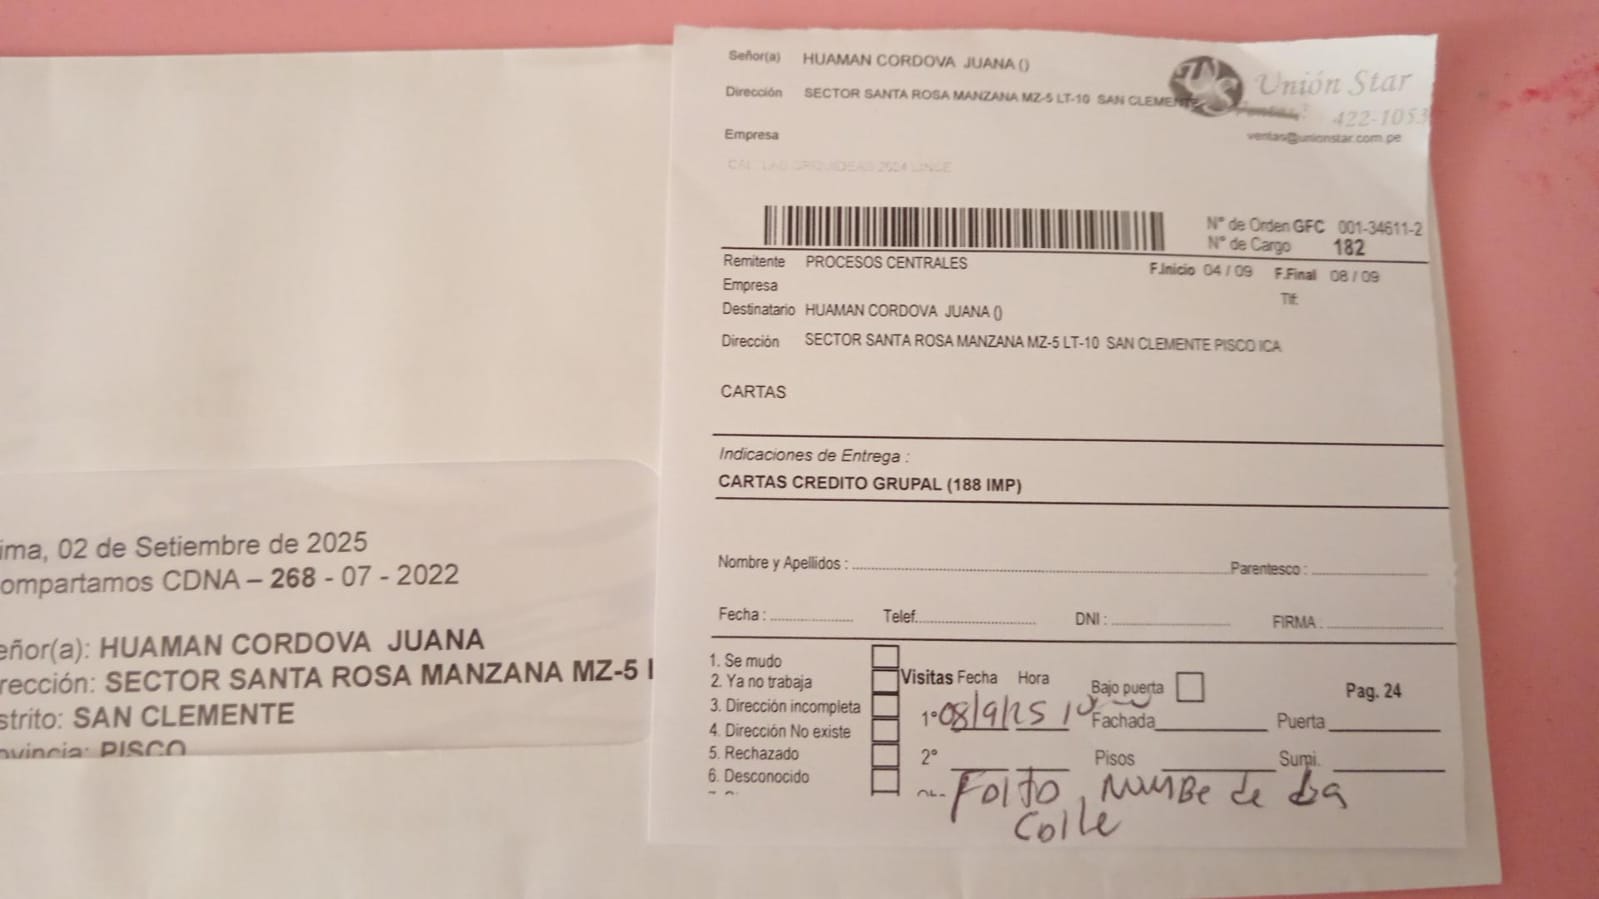 Señor(a) HUAMAN CORDOVA JUANA ()
Dirección SECTOR SANTA ROSA MANZANA MZ-5 LT-10 SAN CLEMENTE
Empresa
Unión Star
422-1053
ventas@unionstar.com.pe
2024
N° de Orden GFC 001-34611-2
N° de Cargo 182
Remitente PROCESOS CENTRALES
F.Inicio 04 / 09 F.Final 08 / 09
Empresa
Tlf:
Destinatario HUAMAN CORDOVA JUANA ()
Dirección SECTOR SANTA ROSA MANZANA MZ-5 LT-10 SAN CLEMENTE PISCO ICA
CARTAS
Indicaciones de Entrega :
CARTAS CREDITO GRUPAL (188 IMP)
Nombre y Apellidos : Parentesco :
Fecha : Telef. DNI : FIRMA :
1. Se mudo
2. Ya no trabaja
3. Dirección incompleta
4. Dirección No existe
5. Rechazado
6. Desconocido
Visitas Fecha Hora Bajo puerta Pag. 24
1° 08/9/25 Fachada Puerta
2° Pisos Sumi.
Falta de la
Calle
ima, 02 de Setiembre de 2025
ompartamos CDNA – 268 - 07 - 2022
eñor(a): HUAMAN CORDOVA JUANA
rección: SECTOR SANTA ROSA MANZANA MZ-5
strito: SAN CLEMENTE
ovincia: PISCO